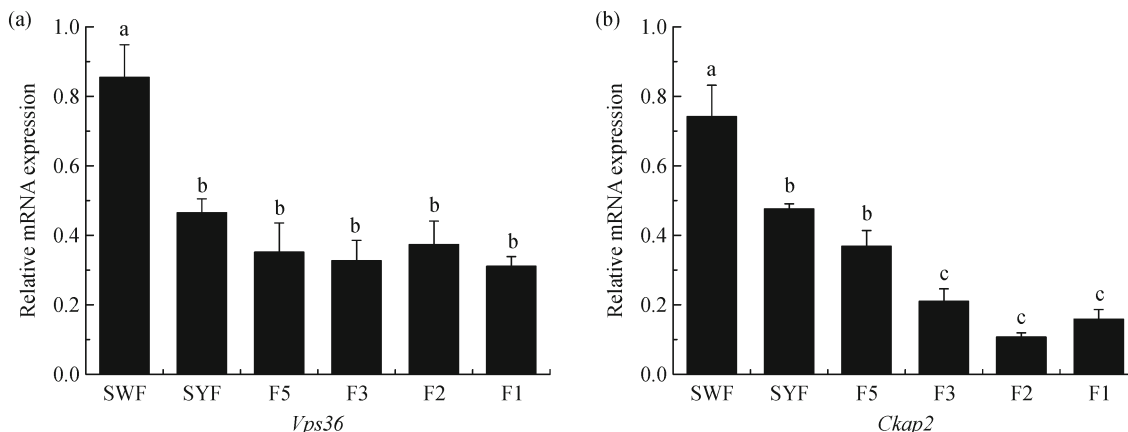 (a)
Relative mRNA expression
1.0
0.8
0.6
0.4
0.2
0.0
a
b
b
b
b
b
SWF SYF F5 F3 F2 F1
Vps36
(b)
Relative mRNA expression
1.0
0.8
0.6
0.4
0.2
0.0
a
b
b
c
c
c
SWF SYF F5 F3 F2 F1
Ckap2